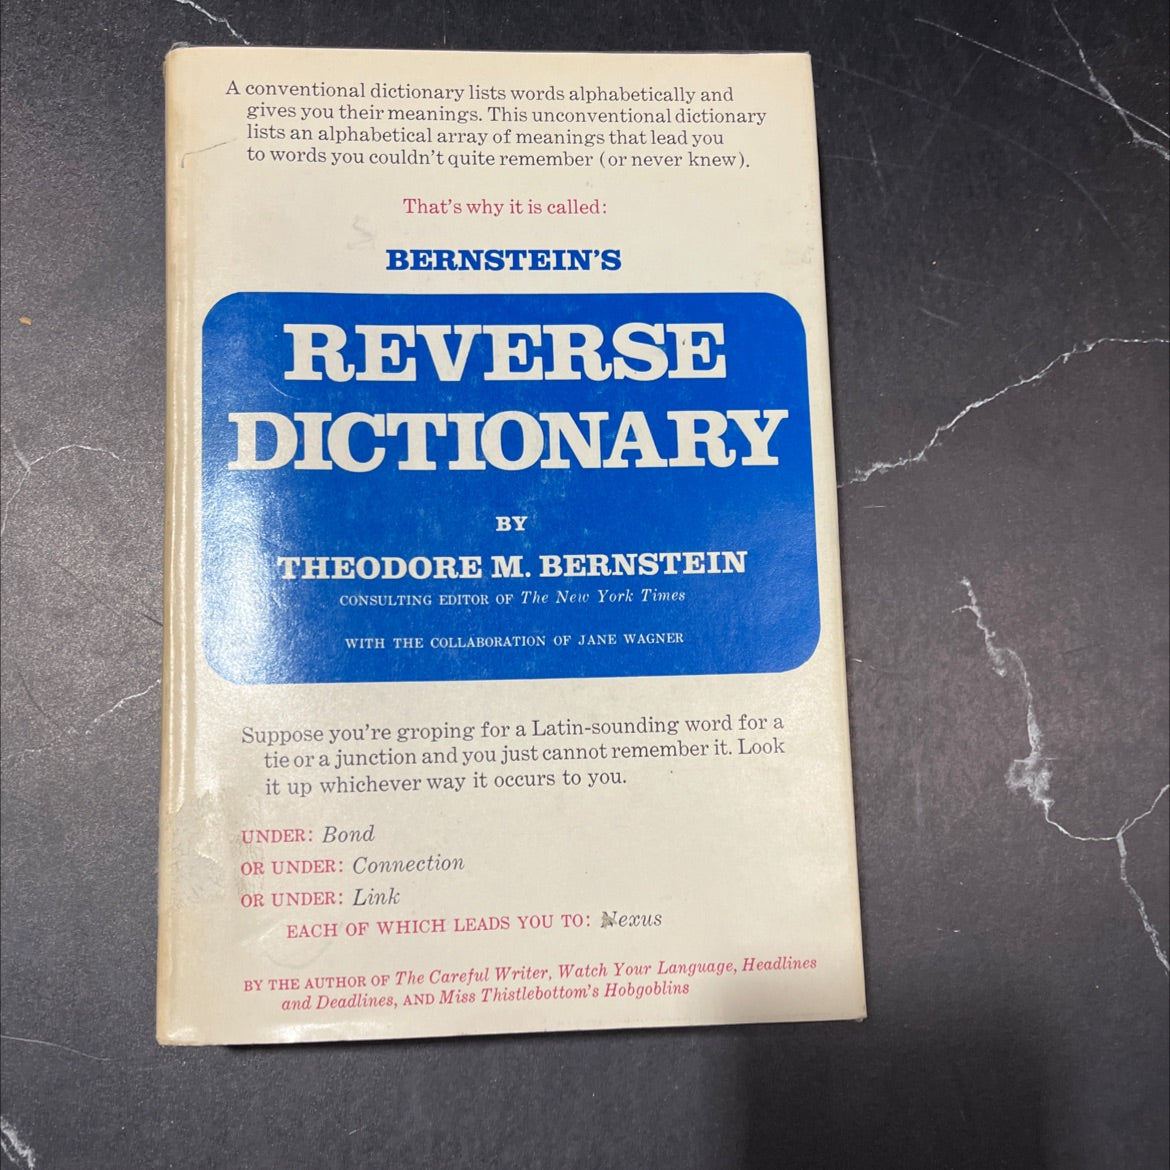 A conventional dictionary lists words alphabetically and
gives you their meanings. This unconventional dictionary
lists an alphabetical array of meanings that lead you
to words you couldn't quite remember (or never knew).
That's why it is called:
BERNSTEIN'S
REVERSE
DICTIONARY
BY
THEODORE M. BERNSTEIN
CONSULTING EDITOR OF The New York Times
WITH THE COLLABORATION OF JANE WAGNER
Suppose you're groping for a Latin-sounding word for a
tie or a junction and you just cannot remember it. Look
it up whichever way it occurs to you.
UNDER: Bond
OR UNDER: Connection
OR UNDER: Link
EACH OF WHICH LEADS YOU TO: Nexus
BY THE AUTHOR OF The Careful Writer, Watch Your Language, Headlines
and Deadlines, AND Miss Thistlebottom's Hobgoblins